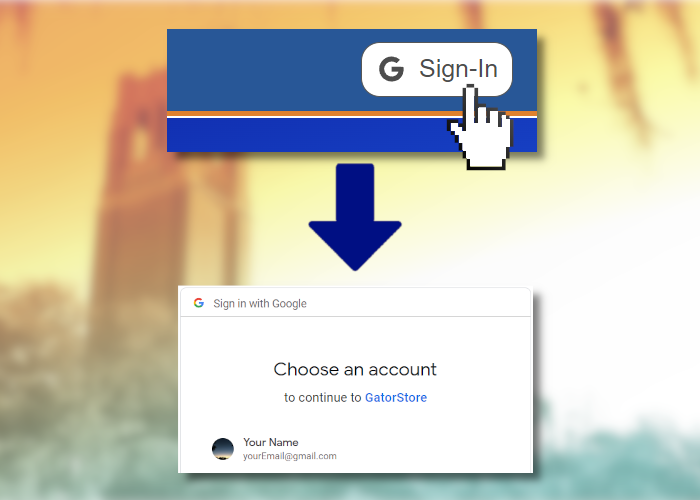 Sign-In
Sign in with Google
Choose an account
to continue to GatorStore
Your Name
yourEmail@gmail.com